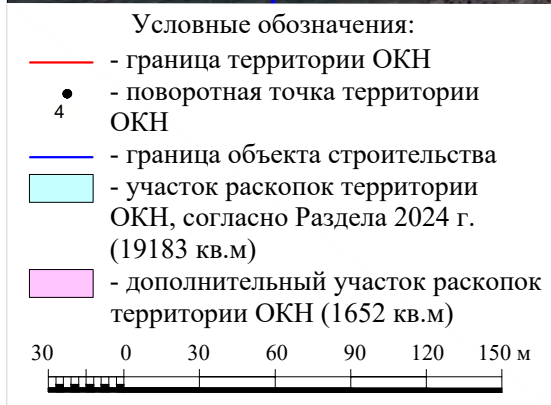 Условные обозначения:
- граница территории ОКН
- поворотная точка территории
4
ОКН
- граница объекта строительства
- участок раскопок территории
ОКН, согласно Раздела 2024 г.
(19183 кв.м)
- дополнительный участок раскопок
территории ОКН (1652 кв.м)
30 0 30 60 90 120 150 м